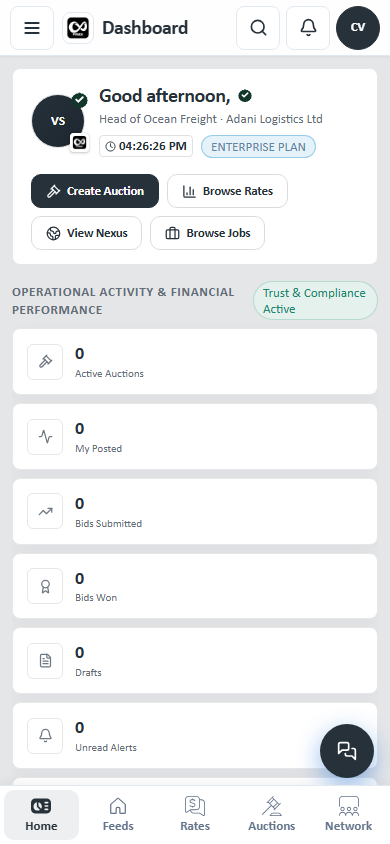 Dashboard
CV
VS
Good afternoon,
Head of Ocean Freight · Adani Logistics Ltd
04:26:26 PM
ENTERPRISE PLAN
Create Auction
Browse Rates
View Nexus
Browse Jobs
OPERATIONAL ACTIVITY & FINANCIAL
PERFORMANCE
Trust & Compliance
Active
0
Active Auctions
0
My Posted
0
Bids Submitted
0
Bids Won
0
Drafts
0
Unread Alerts
Home
Feeds
Rates
Auctions
Network